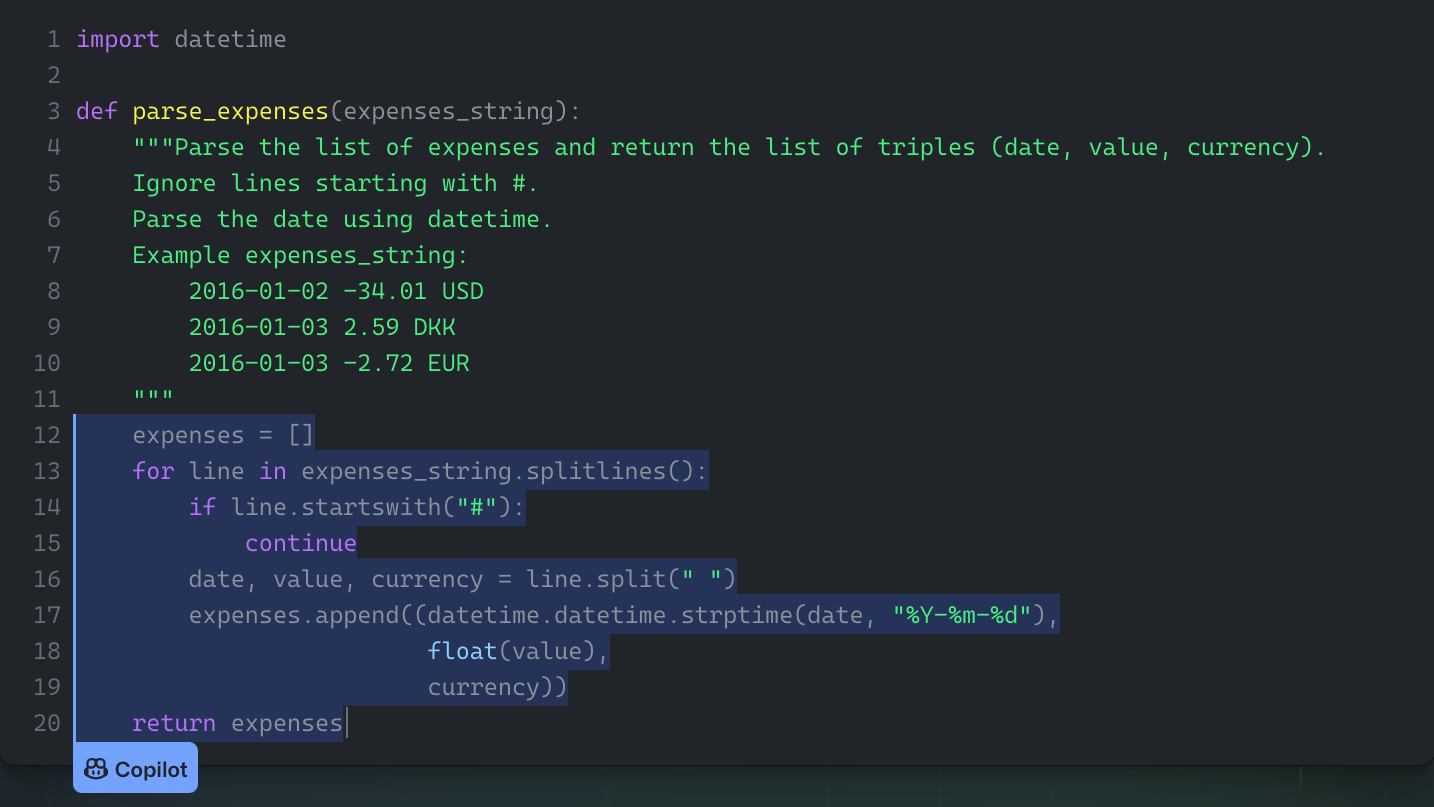 1 import datetime
2
3 def parse_expenses(expenses_string):
4     """Parse the list of expenses and return the list of triples (date, value, currency).
5     Ignore lines starting with #.
6     Parse the date using datetime.
7     Example expenses_string:
8         2016-01-02 -34.01 USD
9         2016-01-03 2.59 DKK
10         2016-01-03 -2.72 EUR
11     """
12     expenses = []
13     for line in expenses_string.splitlines():
14         if line.startswith("#"):
15             continue
16         date, value, currency = line.split(" ")
17         expenses.append((datetime.datetime.strptime(date, "%Y-%m-%d"),
18                          float(value),
19                          currency))
20     return expenses
Copilot